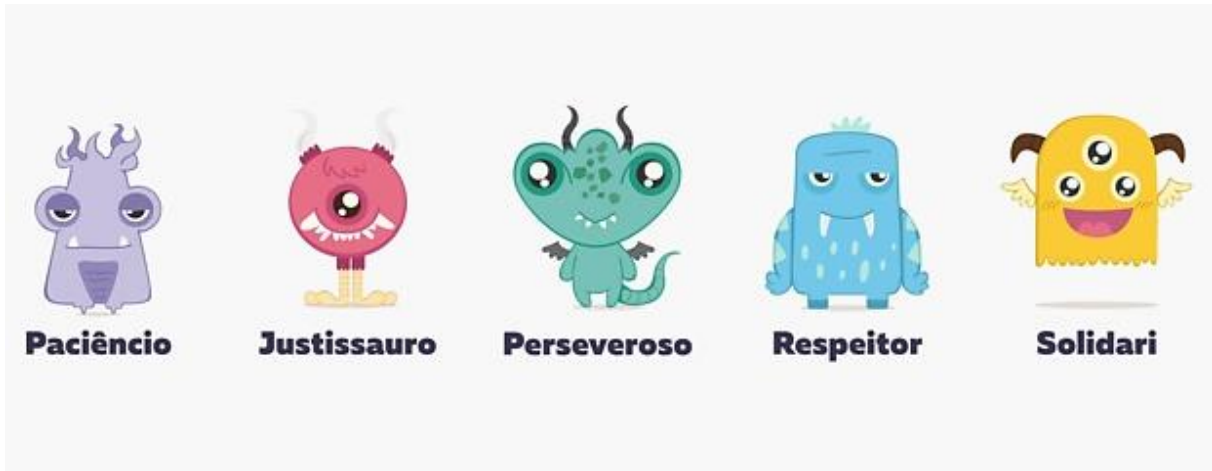 Paciêncio
Justissauro
Perseveroso
Respeitor
Solidari